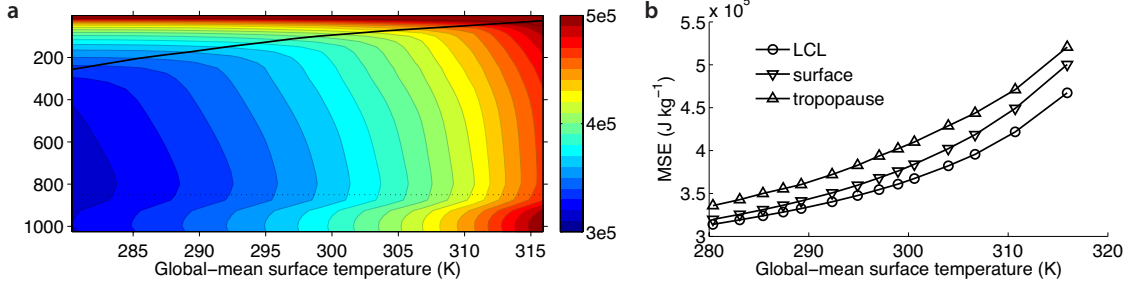 a
200
400
600
800
1000
285
290
295
300
305
310
315
Global−mean surface temperature (K)
5e5
4e5
3e5
b
x 10⁵
5.5
5
4.5
4
3.5
3
MSE (J kg⁻¹)
LCL
surface
tropopause
280
290
300
310
320
Global−mean surface temperature (K)